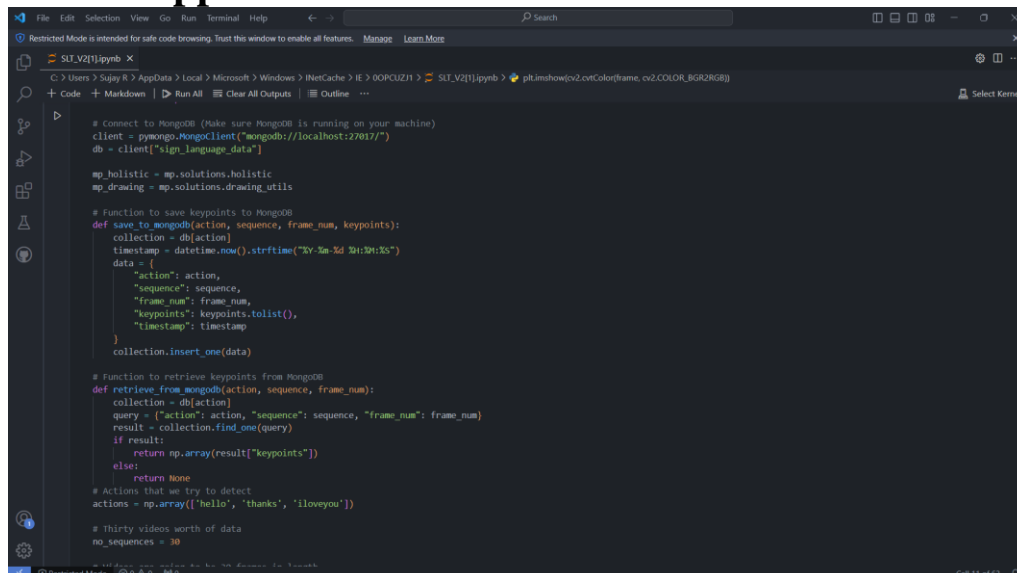 App
File Edit Selection View Go Run Terminal Help
Search
Restricted Mode is intended for safe code browsing. Trust this window to enable all features. Manage Learn More
SLT_V2[1].ipynb
C: > Users > Sujay R > AppData > Local > Microsoft > Windows > INetCache > IE > 0OPCUZJ1 > SLT_V2[1].ipynb > plt.imshow(cv2.cvtColor(frame, cv2.COLOR_BGR2RGB))
+ Code + Markdown Run All Clear All Outputs Outline ... Select Kerne
# Connect to MongoDB (Make sure MongoDB is running on your machine)
client = pymongo.MongoClient("mongodb://localhost:27017/")
db = client["sign_language_data"]
mp_holistic = mp.solutions.holistic
mp_drawing = mp.solutions.drawing_utils
# Function to save keypoints to MongoDB
def save_to_mongodb(action, sequence, frame_num, keypoints):
collection = db[action]
timestamp = datetime.now().strftime("%Y-%m-%d %H:%M:%S")
data = {
"action": action,
"sequence": sequence,
"frame_num": frame_num,
"keypoints": keypoints.tolist(),
"timestamp": timestamp
}
collection.insert_one(data)
# Function to retrieve keypoints from MongoDB
def retrieve_from_mongodb(action, sequence, frame_num):
collection = db[action]
query = {"action": action, "sequence": sequence, "frame_num": frame_num}
result = collection.find_one(query)
if result:
return np.array(result["keypoints"])
else:
return None
# Actions that we try to detect
actions = np.array(['hello', 'thanks', 'iloveyou'])
# Thirty videos worth of data
no_sequences = 30